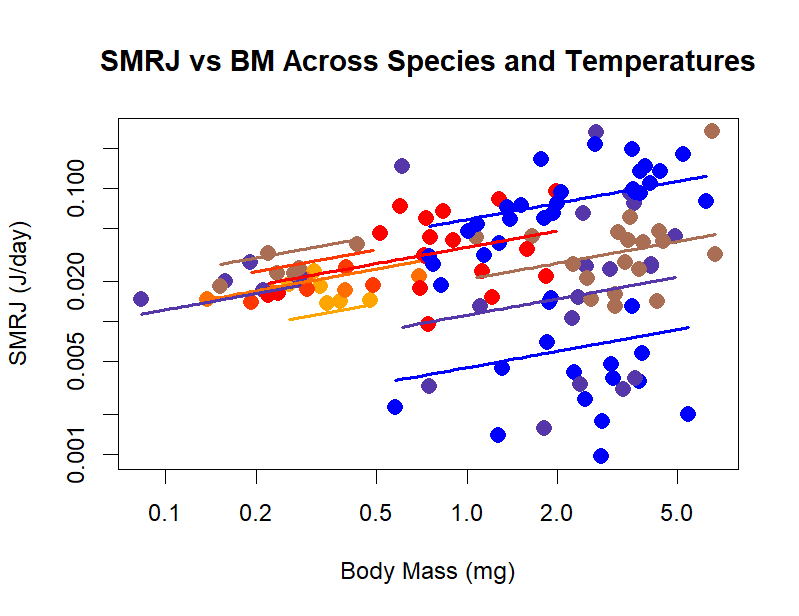 SMRJ vs BM Across Species and Temperatures
SMRJ (J/day)
0.100
0.020
0.005
0.001
0.1 0.2 0.5 1.0 2.0 5.0
Body Mass (mg)